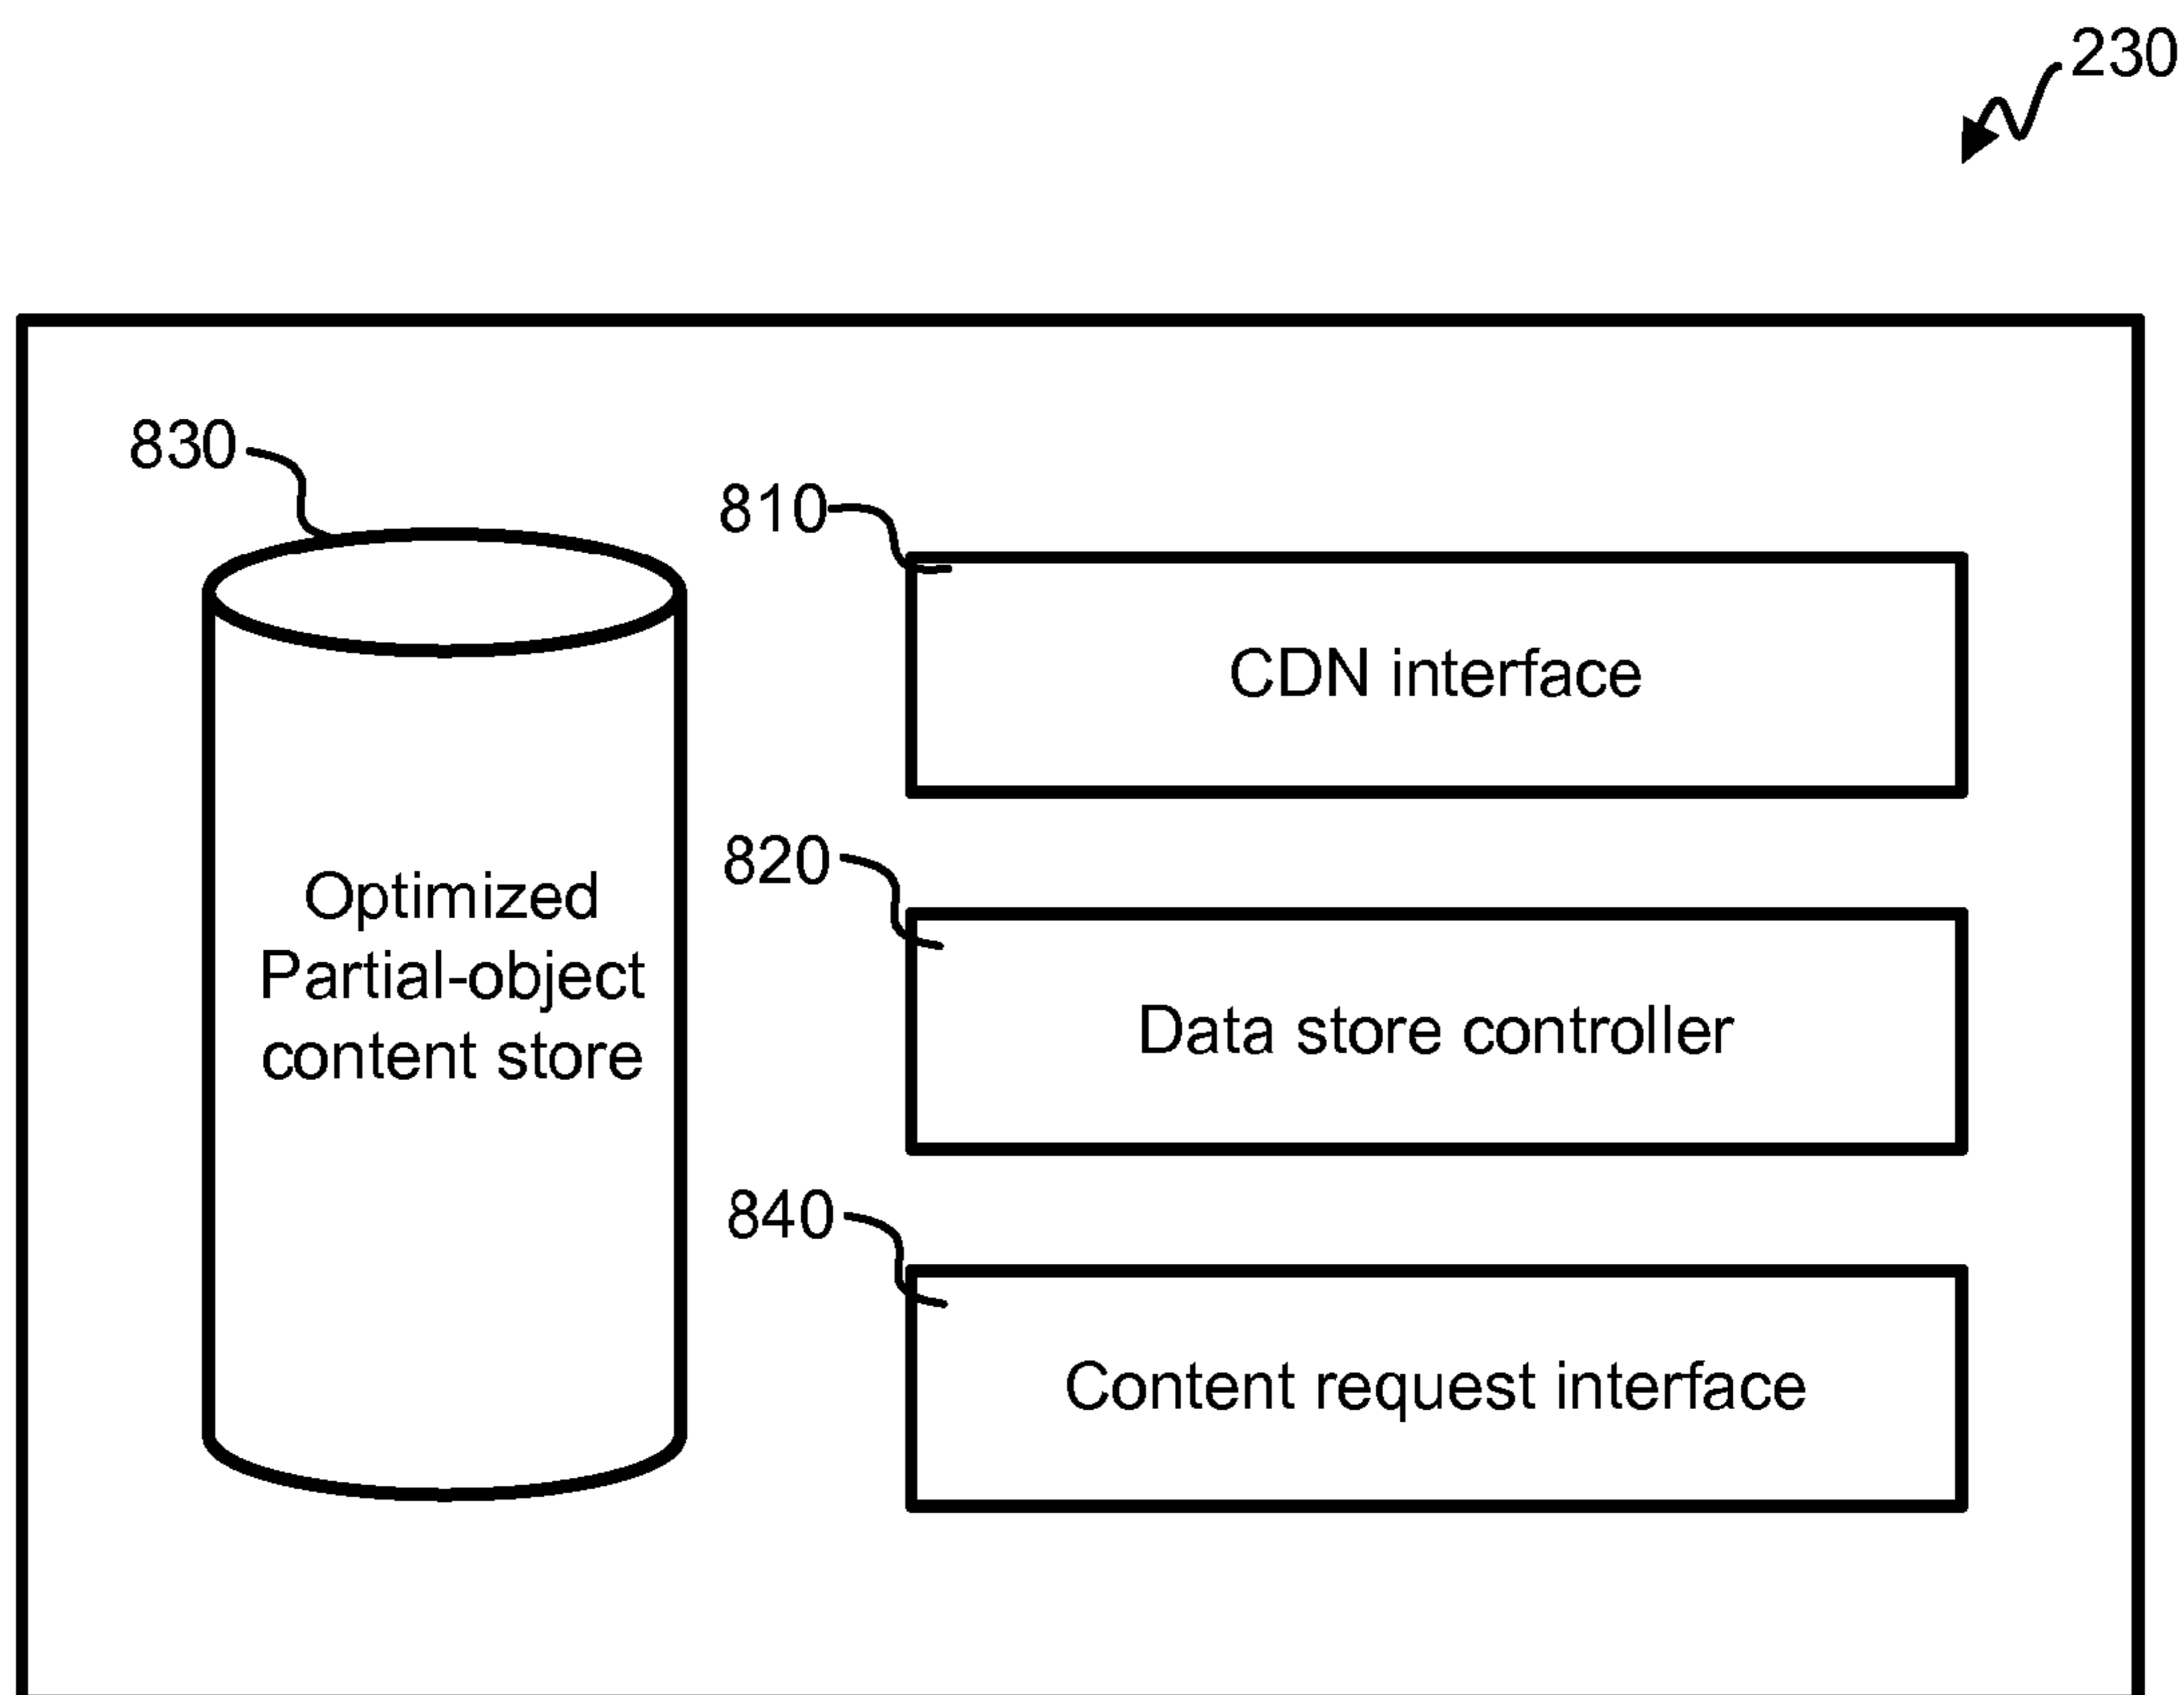 230
830
810
CDN interface
820
Optimized
Partial-object
content store
Data store controller
840
Content request interface